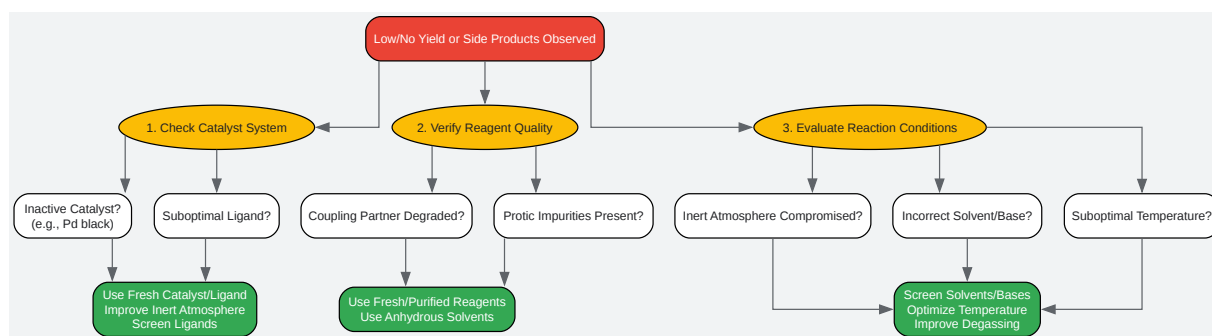 Low/No Yield or Side Products Observed
1. Check Catalyst System
2. Verify Reagent Quality
3. Evaluate Reaction Conditions
Inactive Catalyst?
(e.g., Pd black)
Suboptimal Ligand?
Coupling Partner Degraded?
Protic Impurities Present?
Inert Atmosphere Compromised?
Incorrect Solvent/Base?
Suboptimal Temperature?
Use Fresh Catalyst/Ligand
Improve Inert Atmosphere
Screen Ligands
Use Fresh/Purified Reagents
Use Anhydrous Solvents
Screen Solvents/Bases
Optimize Temperature
Improve Degassing